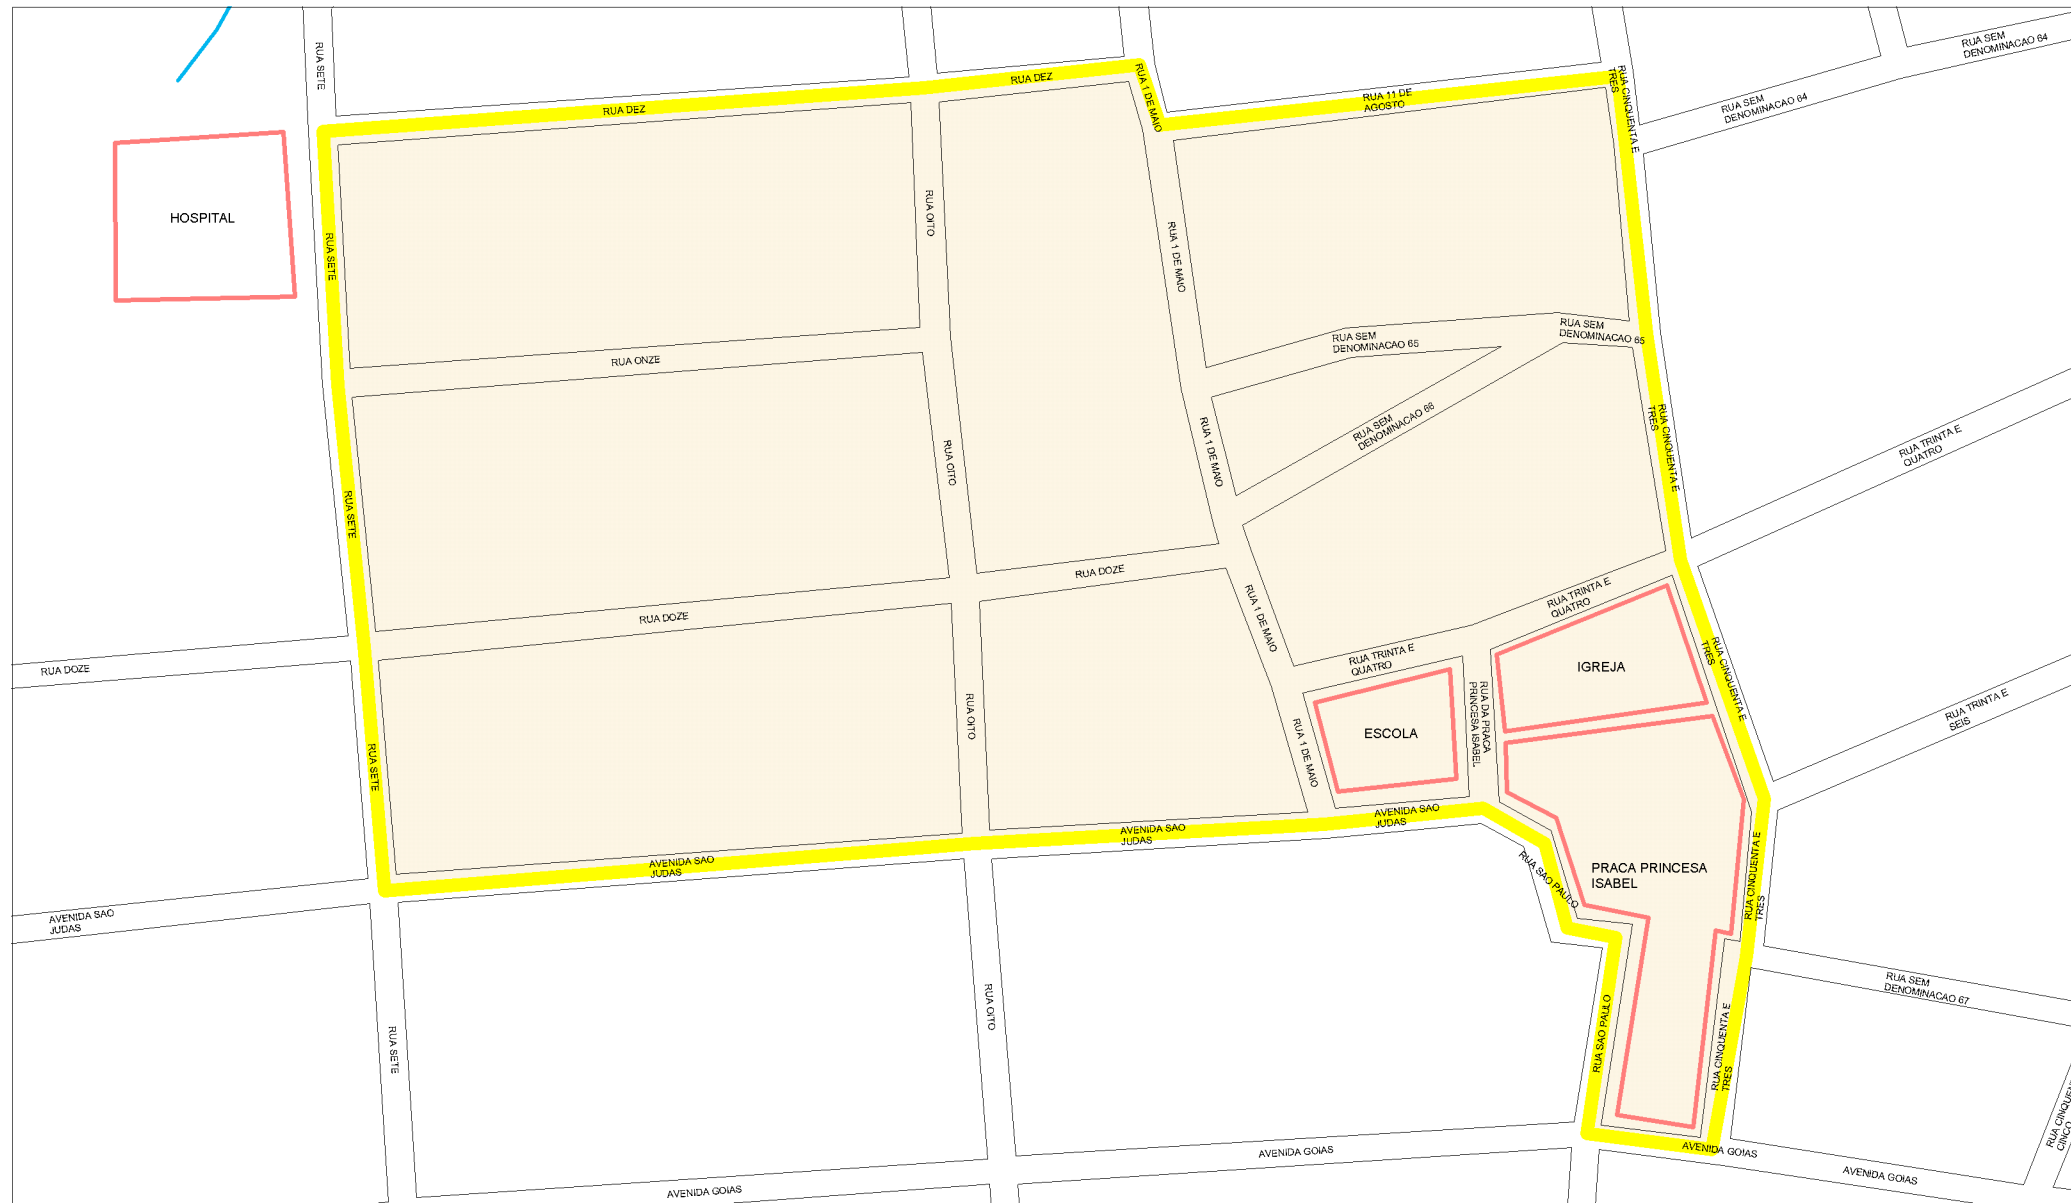 RUA SEM
DENOMINACAO 64
RUA SETE
RUA DEZ
RUA DEZ
RUA 1 DE MAIO
RUA 11 DE
AGOSTO
RUA CINQUENTA E
TRES
RUA SEM
DENOMINACAO 64
HOSPITAL
RUA SETE
RUA OITO
RUA 1 DE MAIO
RUA SEM
DENOMINACAO 65
RUA SEM
DENOMINACAO 65
RUA ONZE
RUA SEM
DENOMINACAO 66
RUA CINQUENTA E
TRES
RUA TRINTA E
QUATRO
RUA SETE
RUA OITO
RUA 1 DE MAIO
RUA DOZE
RUA DOZE
RUA DOZE
RUA 1 DE MAIO
RUA TRINTA E
QUATRO
RUA TRINTA E
QUATRO
IGREJA
RUA CINQUENTA E
TRES
RUA TRINTA E
SEIS
RUA SETE
RUA OITO
RUA 1 DE MAIO
ESCOLA
RUA DA PRACA
PRINCESA ISABEL
AVENIDA SAO
JUDAS
AVENIDA SAO
JUDAS
AVENIDA SAO
JUDAS
AVENIDA SAO
JUDAS
RUA SAO PAULO
PRACA PRINCESA
ISABEL
RUA CINQUENTA E
TRES
RUA SEM
DENOMINACAO 67
RUA SETE
RUA OITO
RUA SAO PAULO
RUA CINQUENTA E
TRES
AVENIDA GOIAS
AVENIDA GOIAS
AVENIDA GOIAS
AVENIDA GOIAS
RUA CINQUEN
CINCO